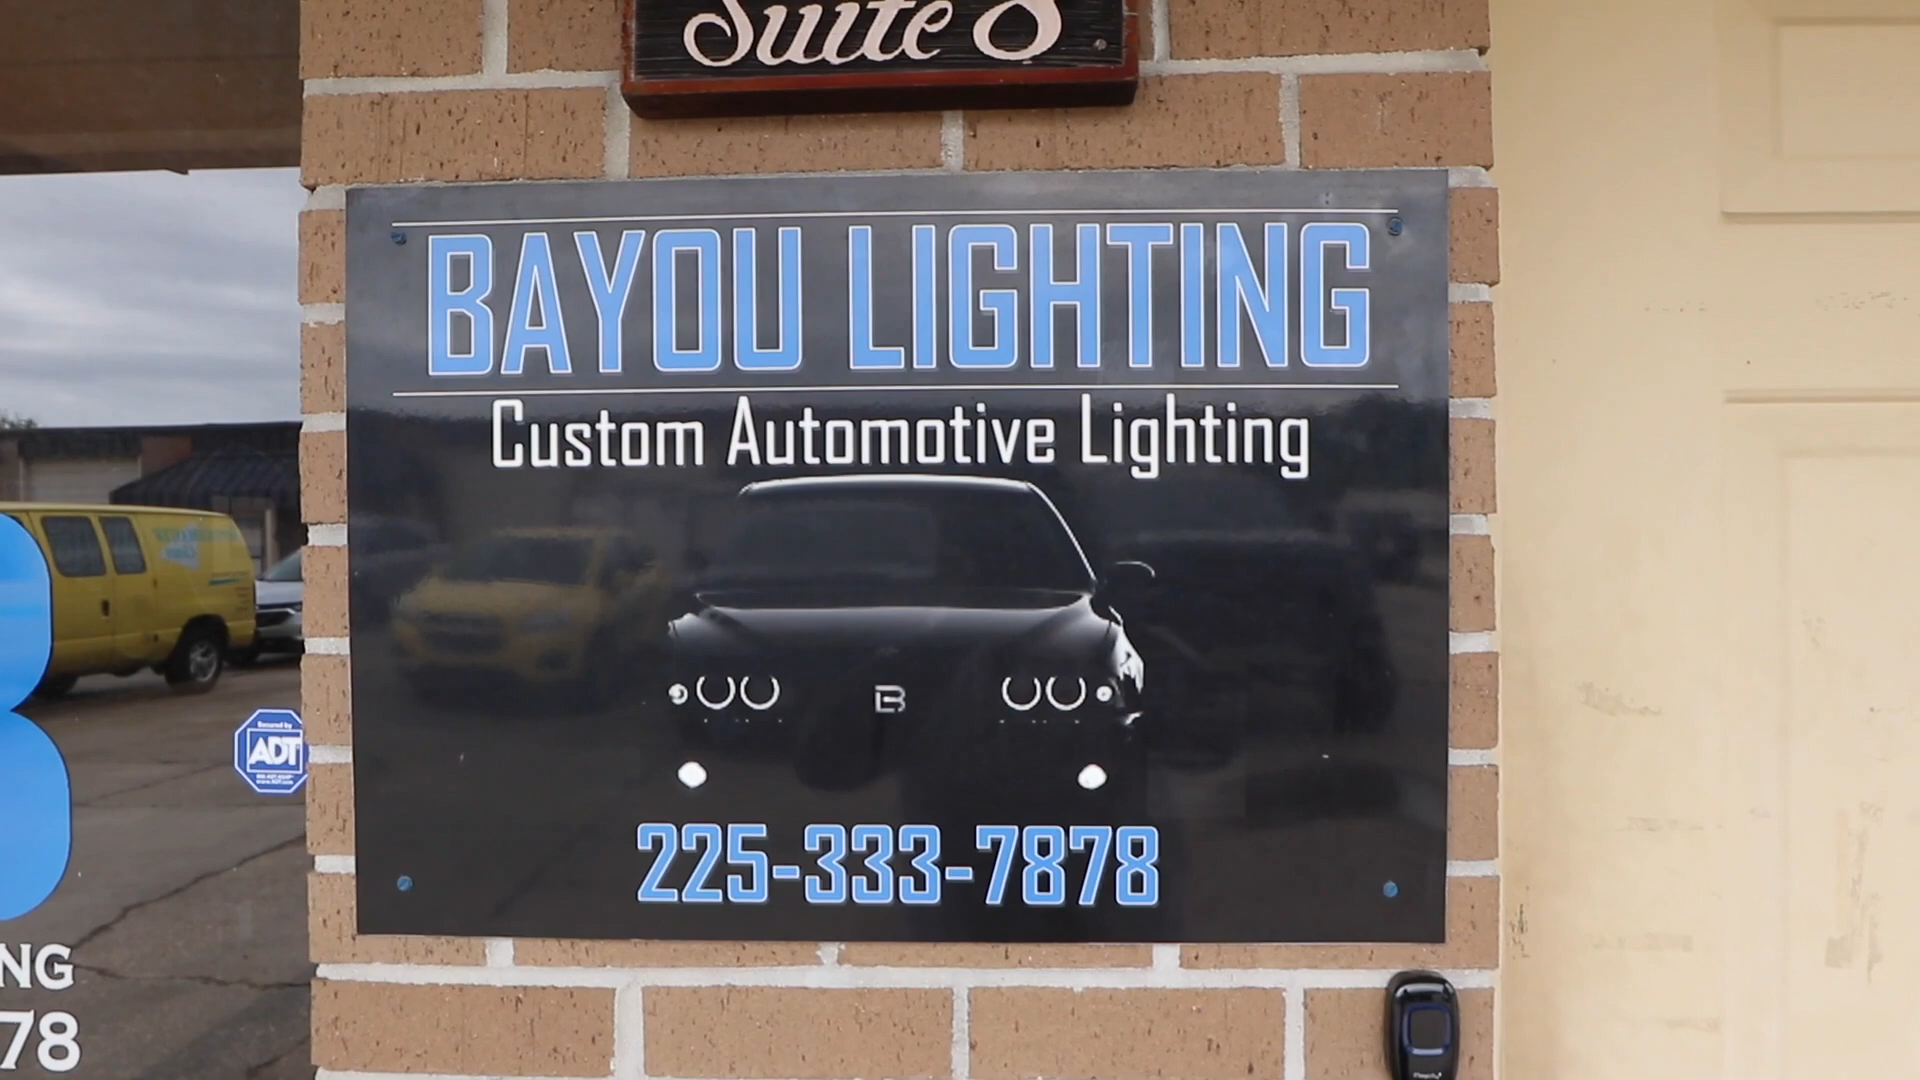 Suite 8
BAYOU LIGHTING
Custom Automotive Lighting
B
225-333-7878
Secured by
ADT
NG
78